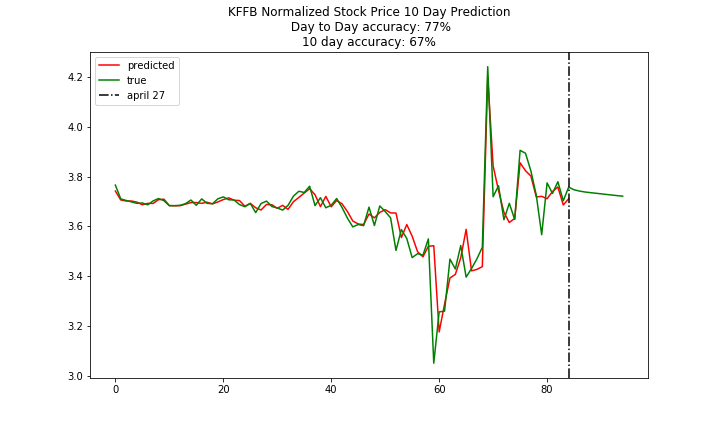 KFFB Normalized Stock Price 10 Day Prediction
Day to Day accuracy: 77%
10 day accuracy: 67%
predicted
true
april 27
4.2
4.0
3.8
3.6
3.4
3.2
3.0
0 20 40 60 80